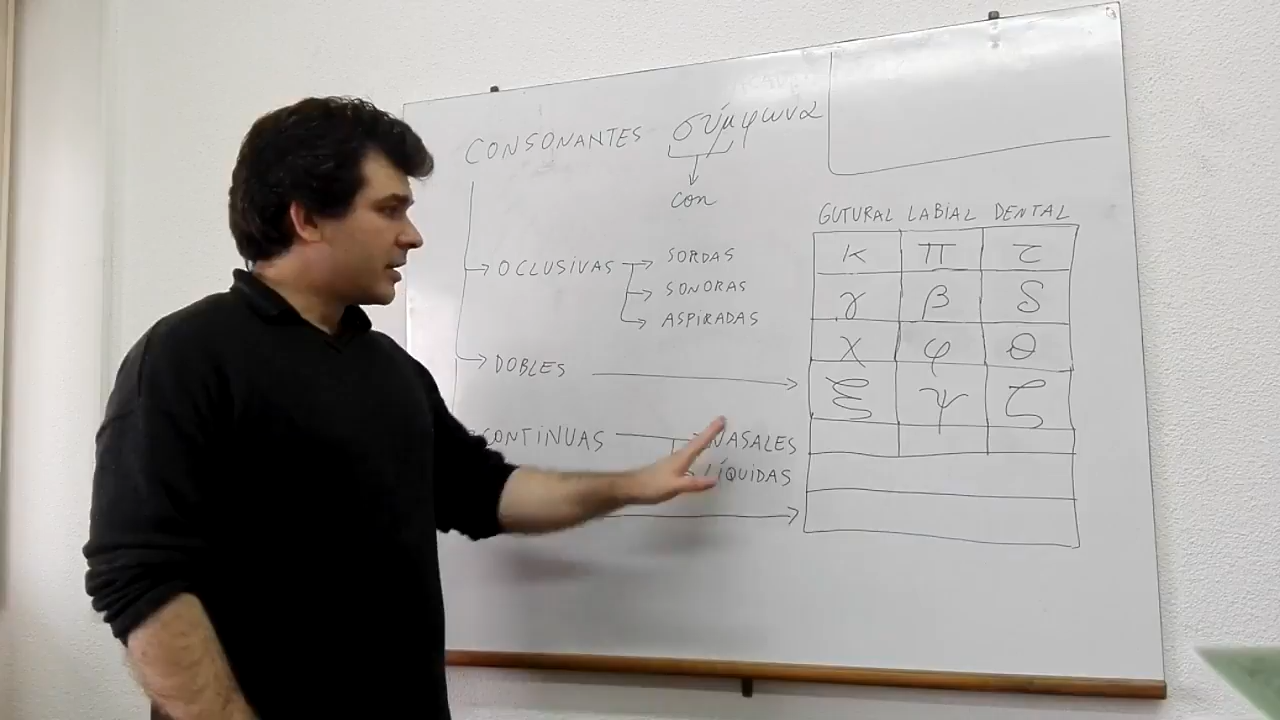 CONSONANTES σύμφωνα
con
GUTURAL LABIAL DENTAL
κ π τ
OCLUSIVAS SORDAS
SONORAS
ASPIRADAS
γ β δ
χ φ θ
DOBLES
ξ ψ ζ
CONTINUAS NASALES
LÍQUIDAS